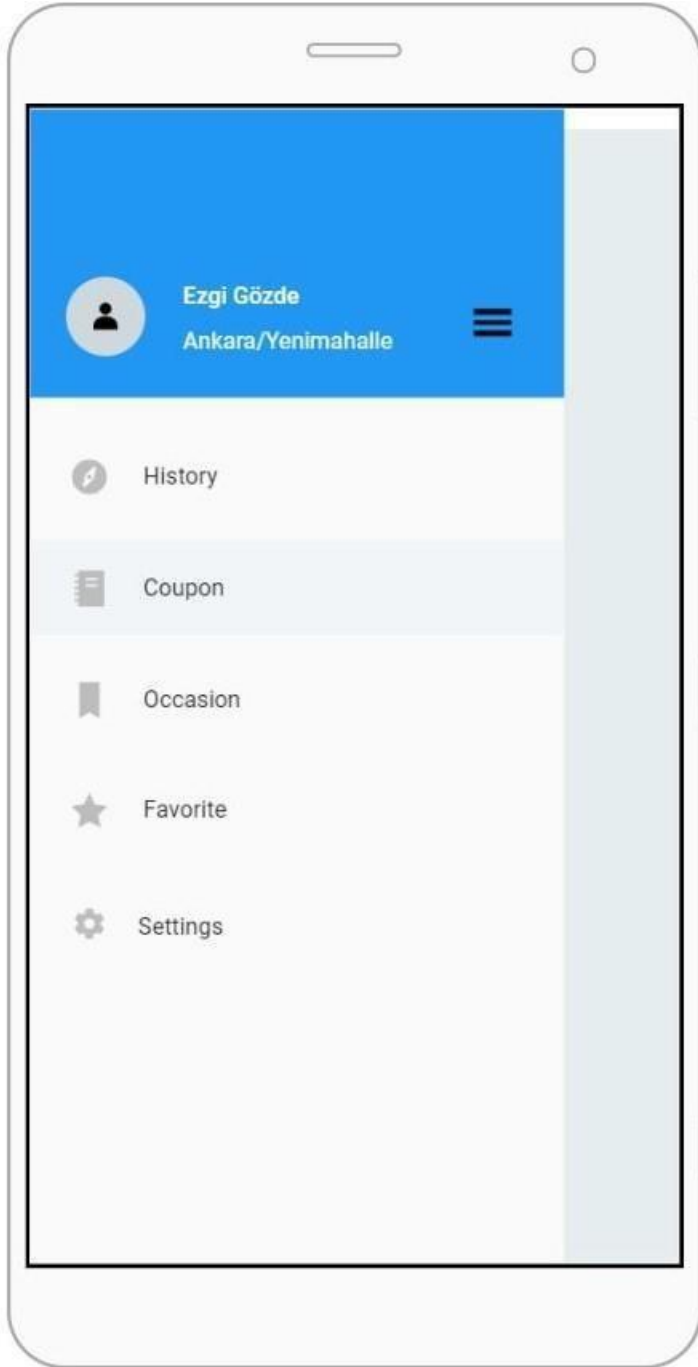 Ezgi Gözde
Ankara/Yenimahalle
History
Coupon
Occasion
Favorite
Settings